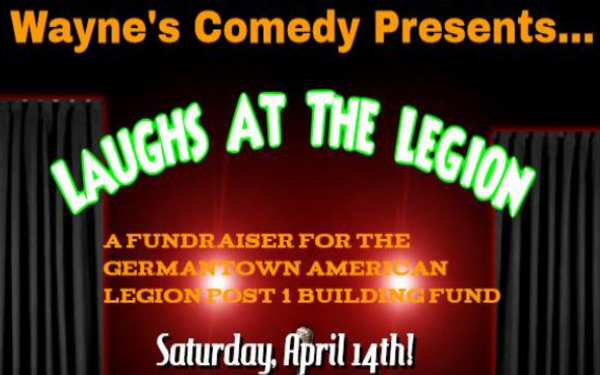 Wayne's Comedy Presents...
LAUGHS AT THE LEGION
A FUNDRAISER FOR THE
GERMANTOWN AMERICAN
LEGION POST 1 BUILDING FUND
Saturday, April 14th!